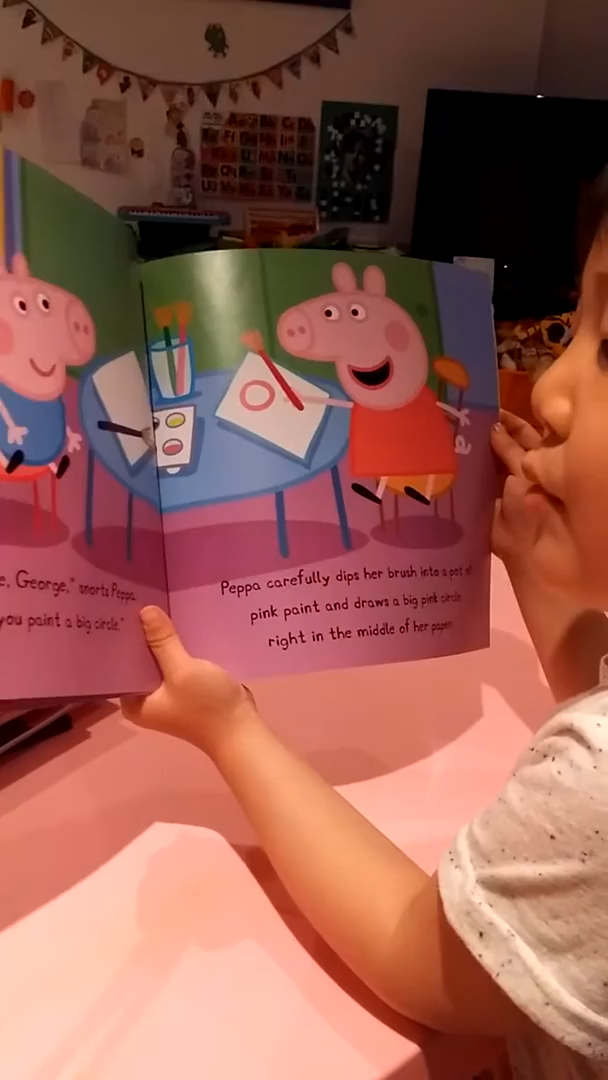 e, George," snorts Peppa.
you paint a big circle."
Peppa carefully dips her brush into a pot of
pink paint and draws a big pink circle
right in the middle of her paper.
a